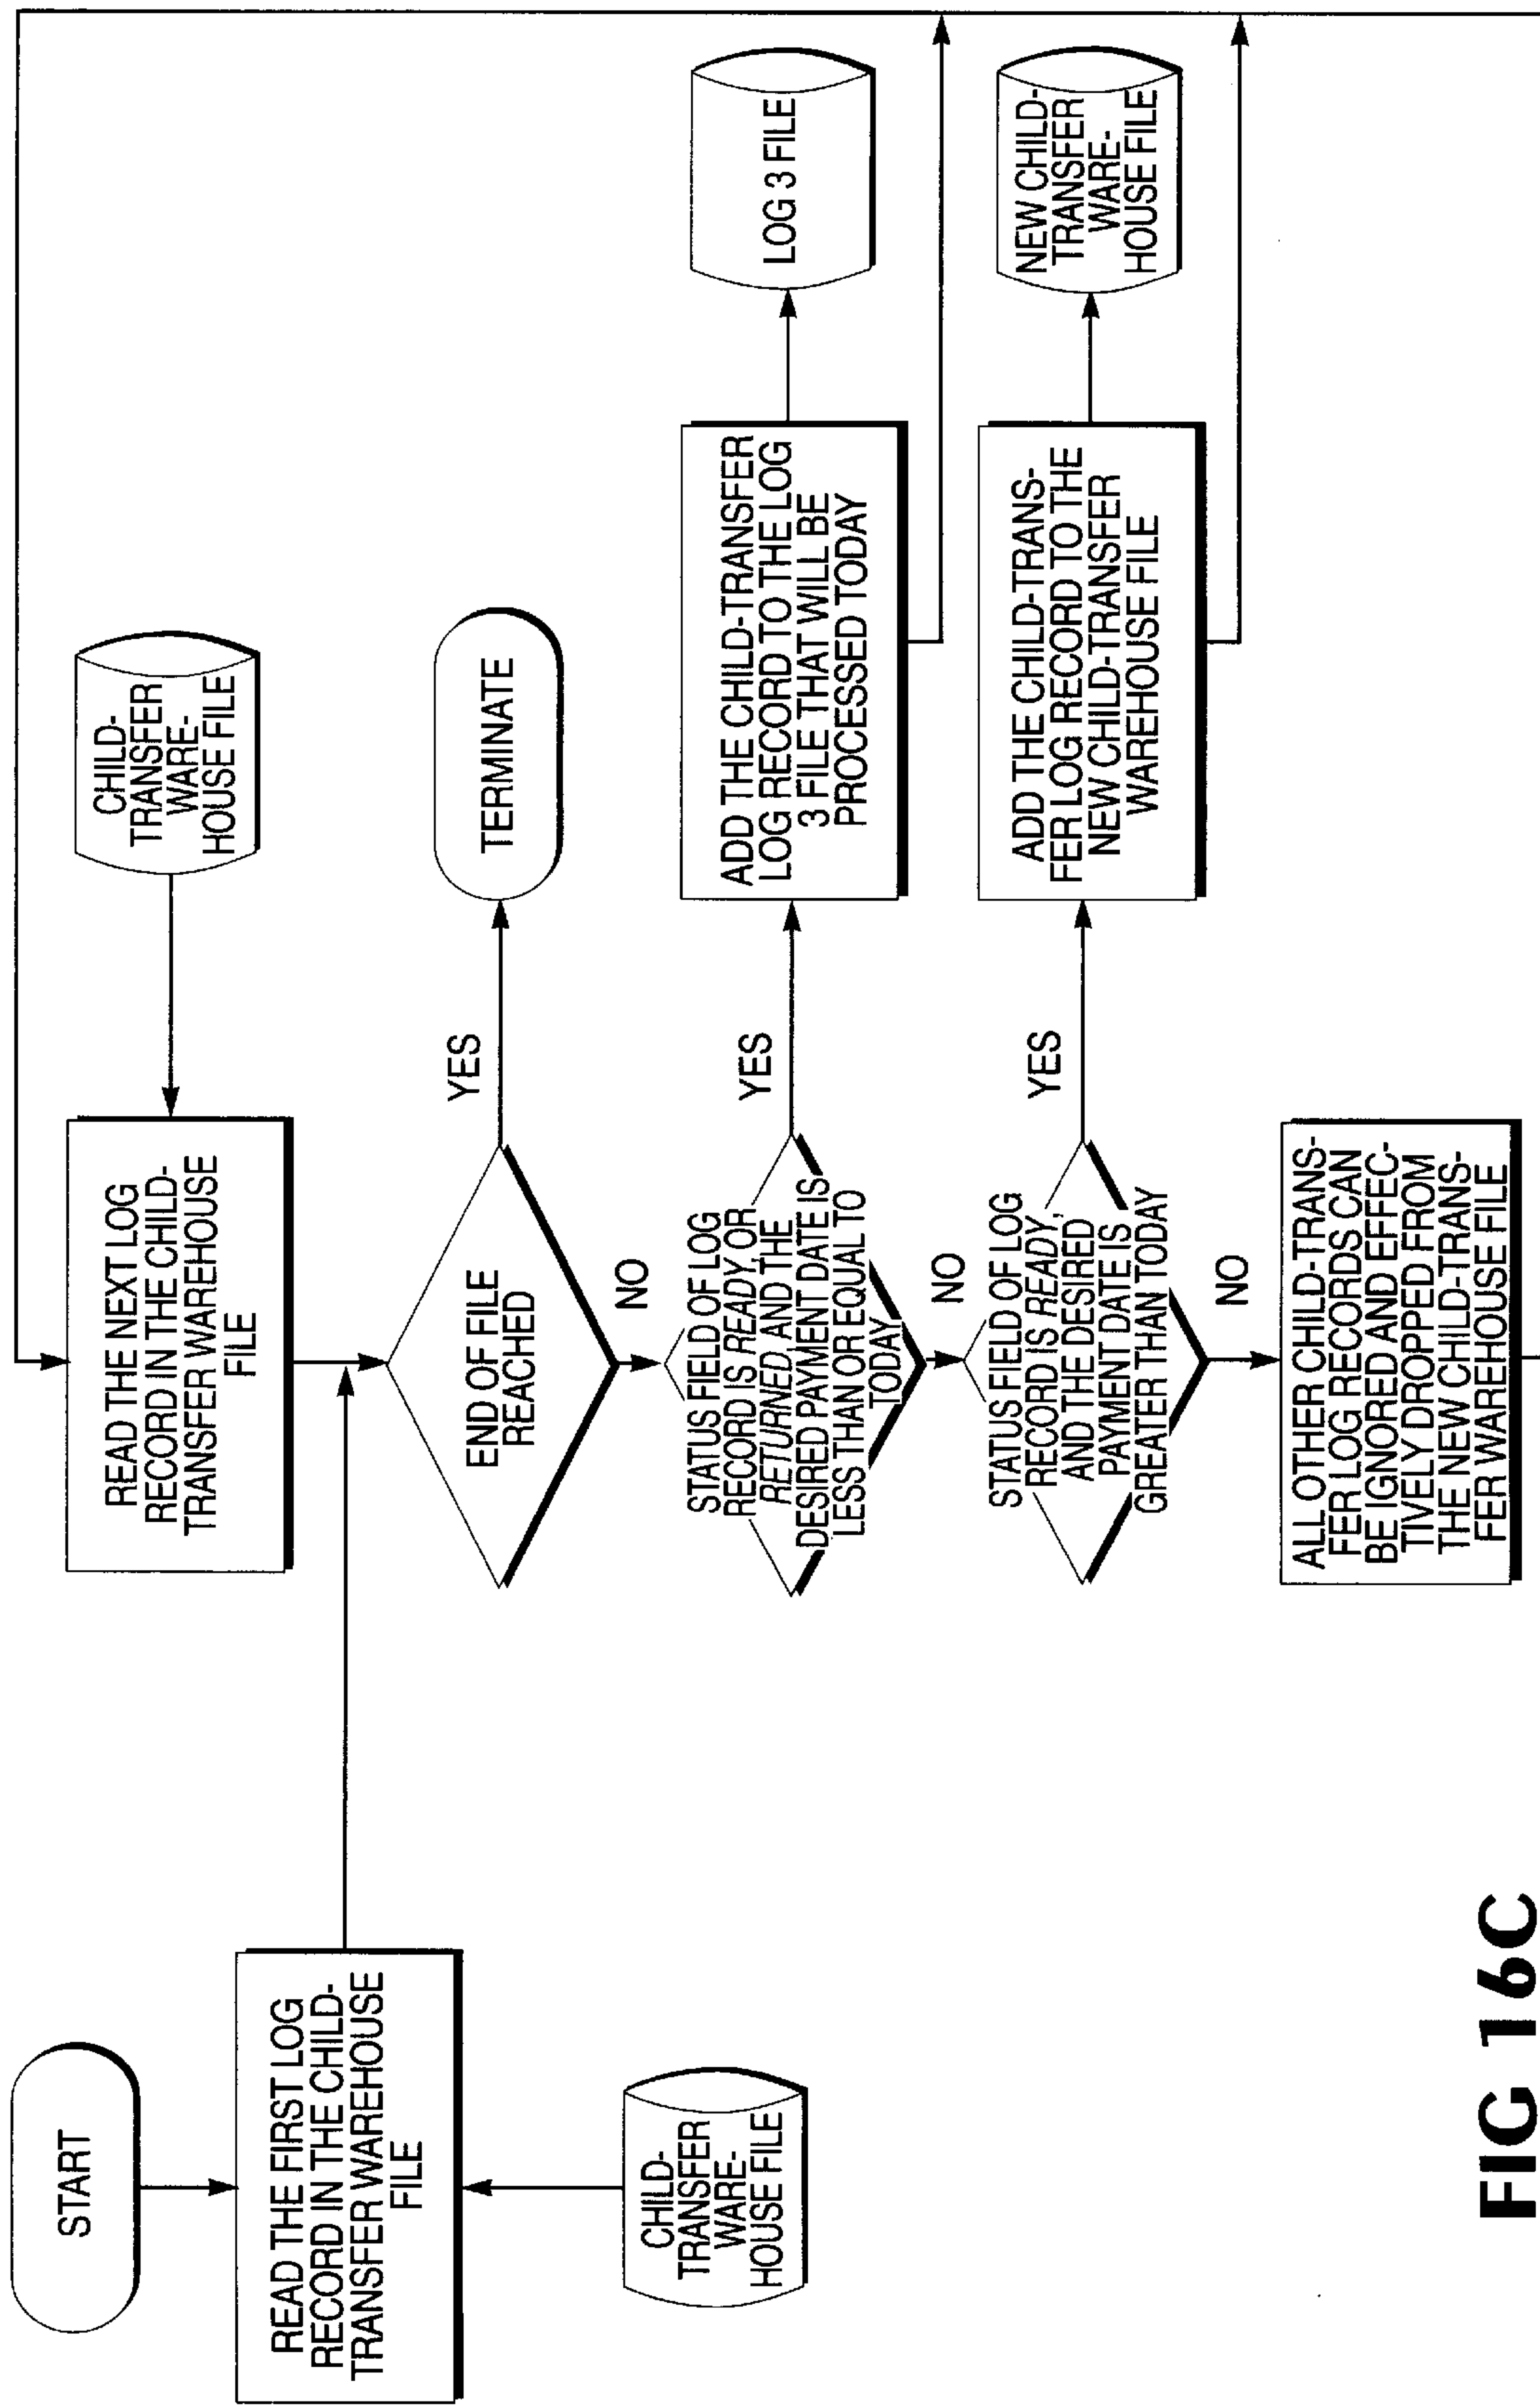 START
READ THE FIRST LOG
RECORD IN THE CHILD-
TRANSFER WAREHOUSE
FILE
CHILD-
TRANSFER
WARE-
HOUSE FILE
READ THE NEXT LOG
RECORD IN THE CHILD-
TRANSFER WAREHOUSE
FILE
CHILD-
TRANSFER
WARE-
HOUSE FILE
END OF FILE
REACHED
YES
TERMINATE
NO
STATUS FIELD OF LOG
RECORD IS READY, OR
RETURNED, AND THE
DESIRED PAYMENT DATE IS
LESS THAN OR EQUAL TO
TODAY
YES
ADD THE CHILD-TRANSFER
LOG RECORD TO THE LOG
3 FILE THAT WILL BE
PROCESSED TODAY
LOG 3 FILE
NO
STATUS FIELD OF LOG
RECORD IS READY,
AND THE DESIRED
PAYMENT DATE IS
GREATER THAN TODAY
YES
ADD THE CHILD-TRANS-
FER LOG RECORD TO THE
NEW CHILD-TRANSFER
WAREHOUSE FILE
NEW CHILD-
TRANSFER
WARE-
HOUSE FILE
NO
ALL OTHER CHILD-TRANS-
FER LOG RECORDS CAN
BE IGNORED AND EFFEC-
TIVELY DROPPED FROM
THE NEW CHILD-TRANS-
FER WAREHOUSE FILE
FIG 16C